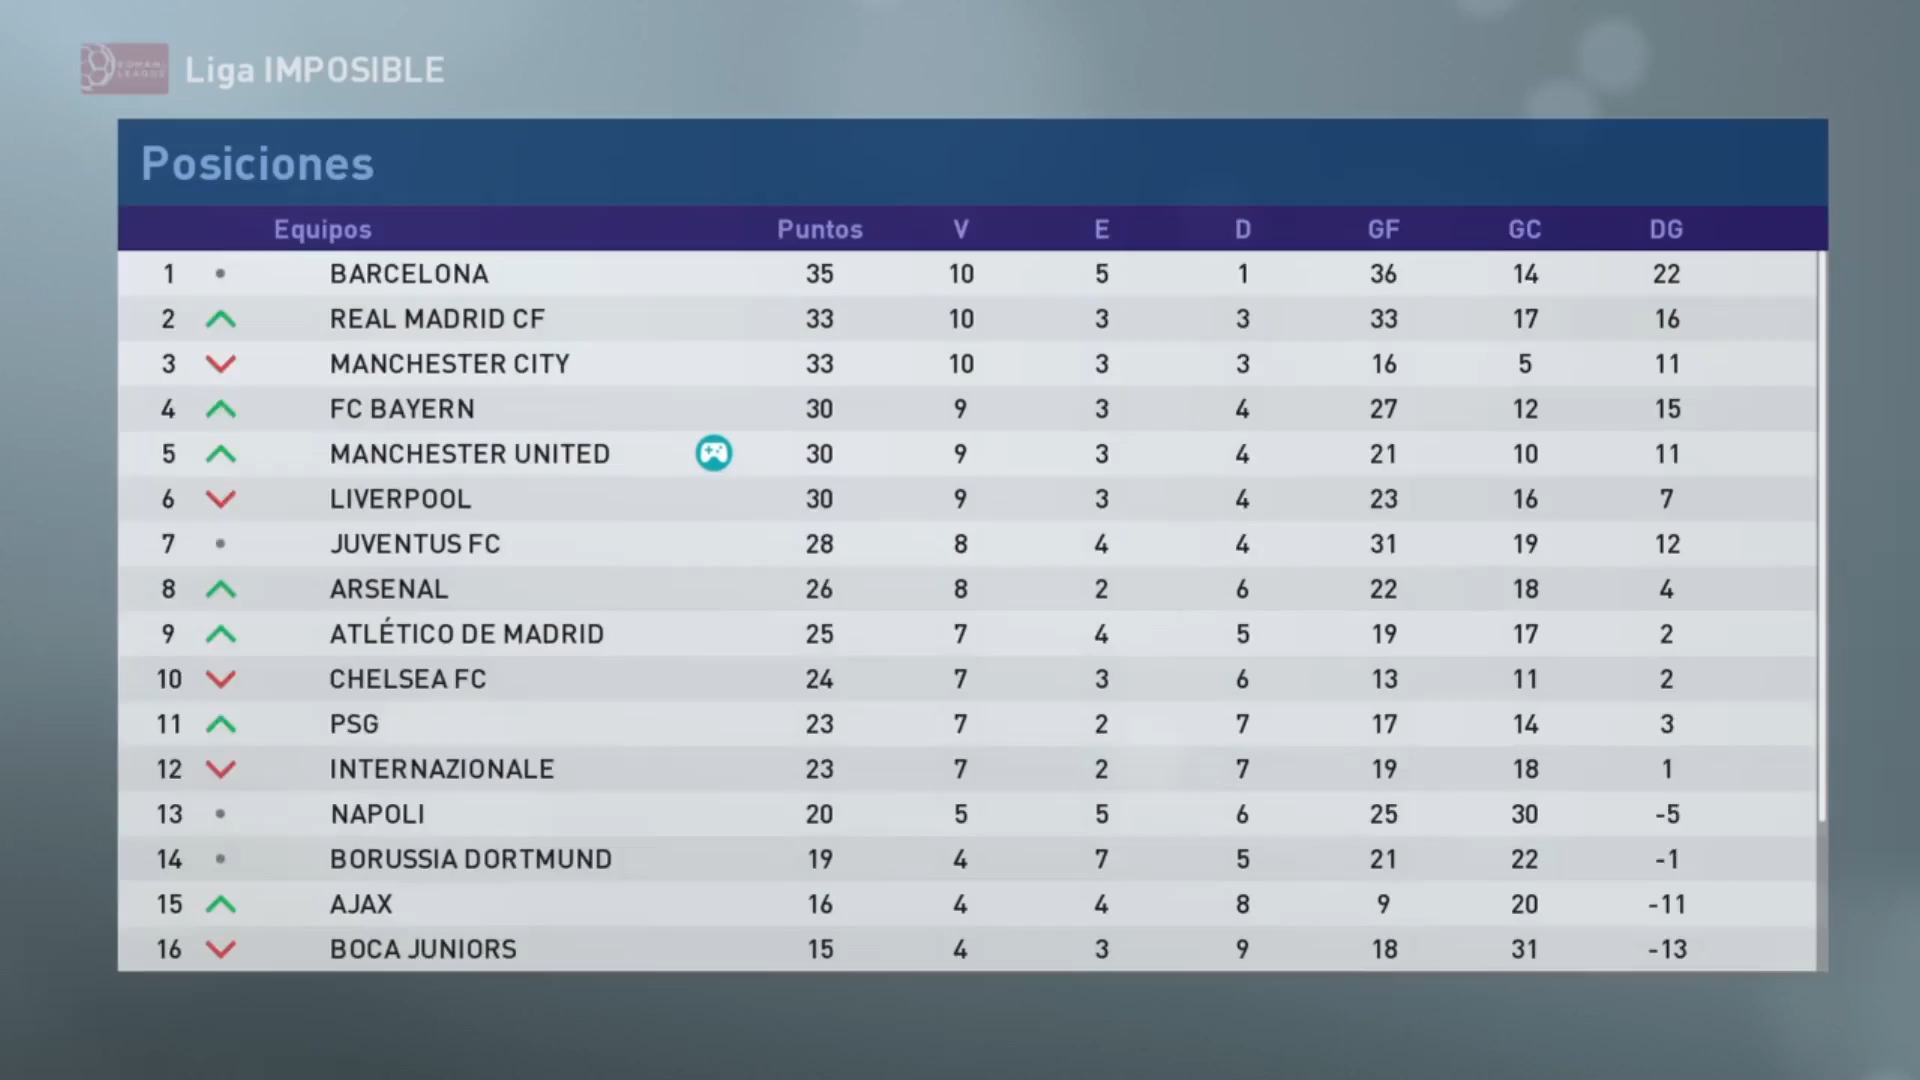 Liga IMPOSIBLE
Posiciones
Equipos Puntos V E D GF GC DG
1 BARCELONA 35 10 5 1 36 14 22
2 REAL MADRID CF 33 10 3 3 33 17 16
3 MANCHESTER CITY 33 10 3 3 16 5 11
4 FC BAYERN 30 9 3 4 27 12 15
5 MANCHESTER UNITED 30 9 3 4 21 10 11
6 LIVERPOOL 30 9 3 4 23 16 7
7 JUVENTUS FC 28 8 4 4 31 19 12
8 ARSENAL 26 8 2 6 22 18 4
9 ATLÉTICO DE MADRID 25 7 4 5 19 17 2
10 CHELSEA FC 24 7 3 6 13 11 2
11 PSG 23 7 2 7 17 14 3
12 INTERNAZIONALE 23 7 2 7 19 18 1
13 NAPOLI 20 5 5 6 25 30 -5
14 BORUSSIA DORTMUND 19 4 7 5 21 22 -1
15 AJAX 16 4 4 8 9 20 -11
16 BOCA JUNIORS 15 4 3 9 18 31 -13